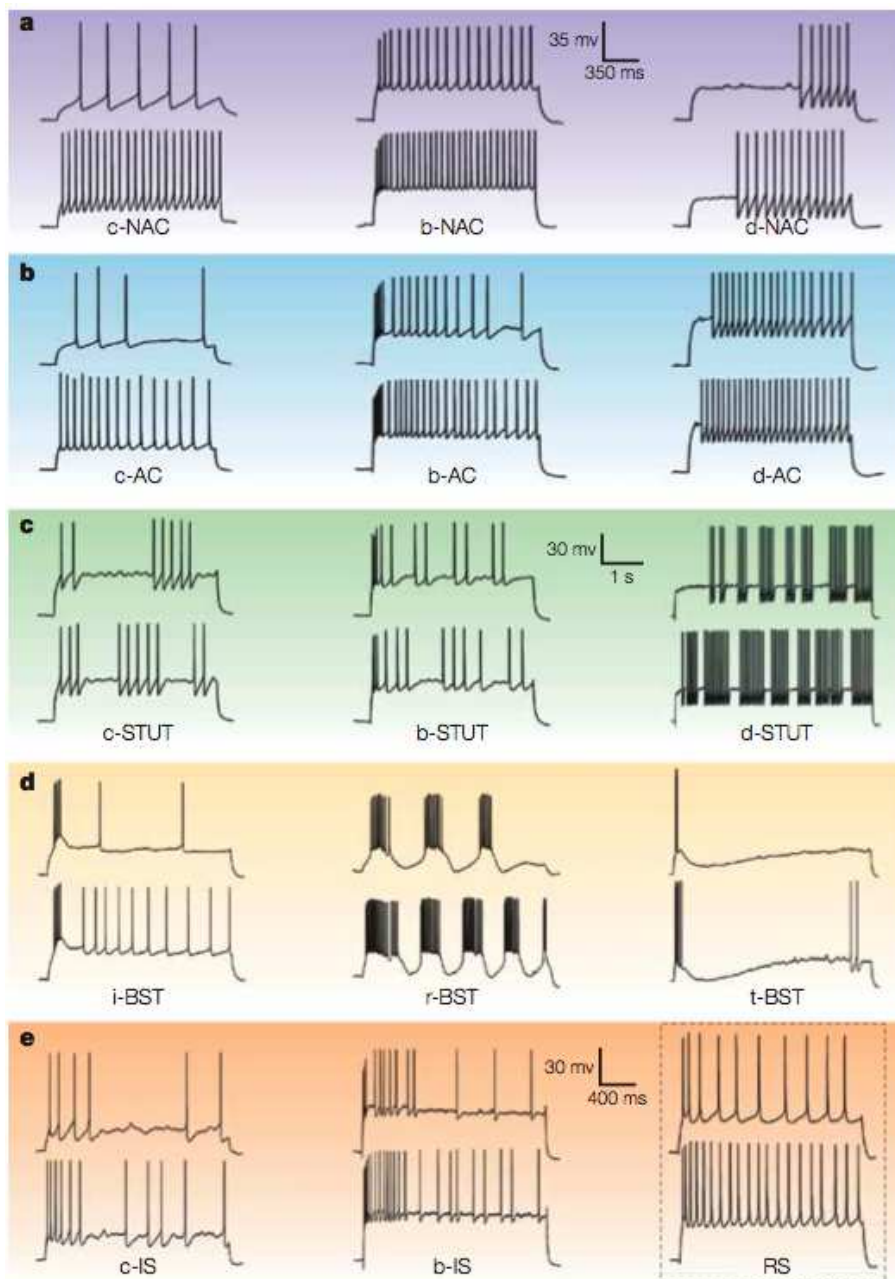 a
35 mv
350 ms
c-NAC
b-NAC
d-NAC
b
c-AC
b-AC
d-AC
c
30 mv
1 s
c-STUT
b-STUT
d-STUT
d
i-BST
r-BST
t-BST
e
30 mv
400 ms
c-IS
b-IS
RS